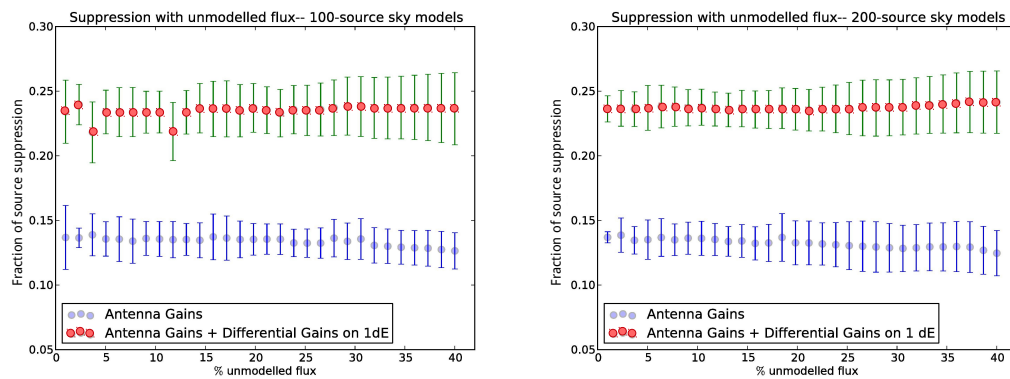 Suppression with unmodelled flux-- 100-source sky models
Fraction of source suppression
0.30
0.25
0.20
0.15
0.10
0.05
Antenna Gains
Antenna Gains + Differential Gains on 1dE
0 5 10 15 20 25 30 35 40
% unmodelled flux
Suppression with unmodelled flux-- 200-source sky models
Fraction of source suppression
0.30
0.25
0.20
0.15
0.10
0.05
Antenna Gains
Antenna Gains + Differential Gains on 1 dE
0 5 10 15 20 25 30 35 40
% unmodelled flux